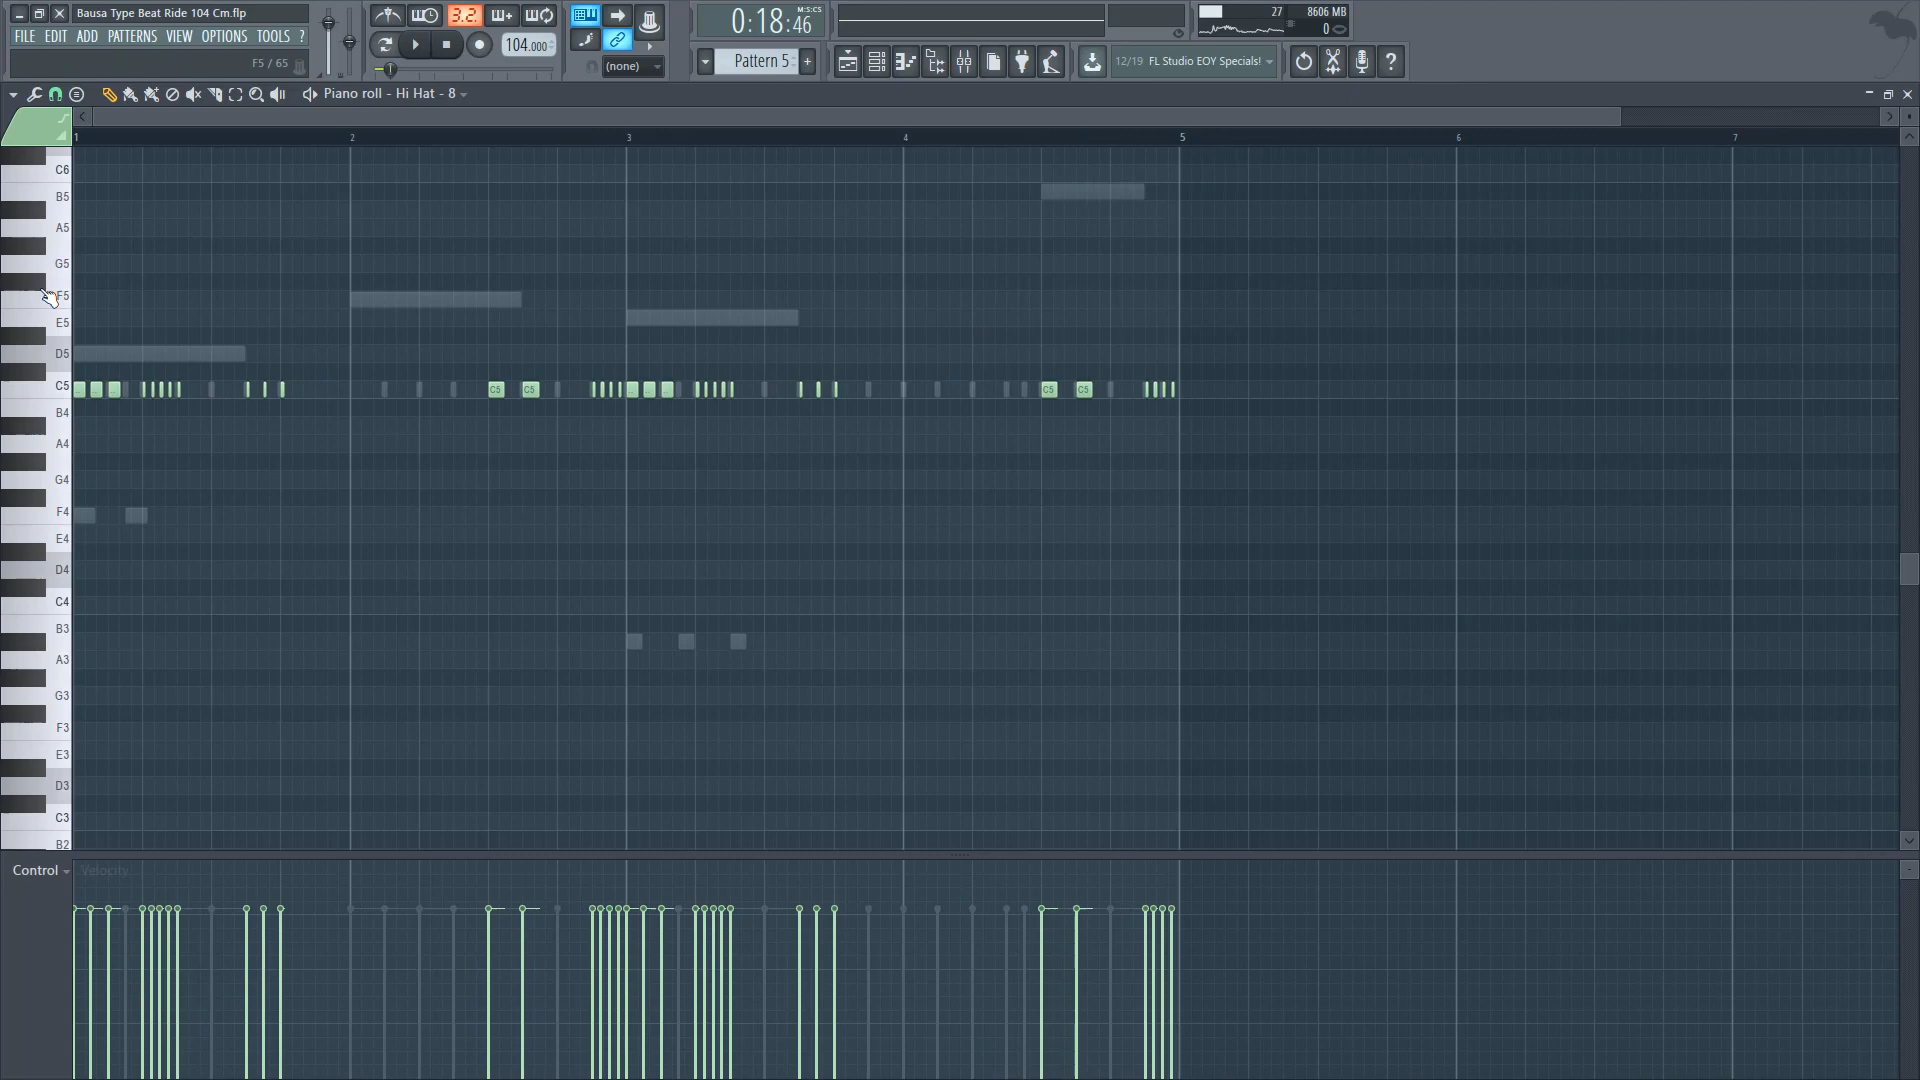 Bausa Type Beat Ride 104 Cm.flp
FILE EDIT ADD PATTERNS VIEW OPTIONS TOOLS ?
F5 / 65
3.2.
104.000
(none)
0:18:46
M:S:CS
Pattern 5
27
8606 MB
0
12/19 FL Studio EOY Specials!
Piano roll - Hi Hat - 8
1 2 3 4 5 6 7
C6
B5
A5
G5
F5
E5
D5
C5
C5 C5 C5 C5
B4
A4
G4
F4
E4
D4
C4
B3
A3
G3
F3
E3
D3
C3
B2
Control
Velocity